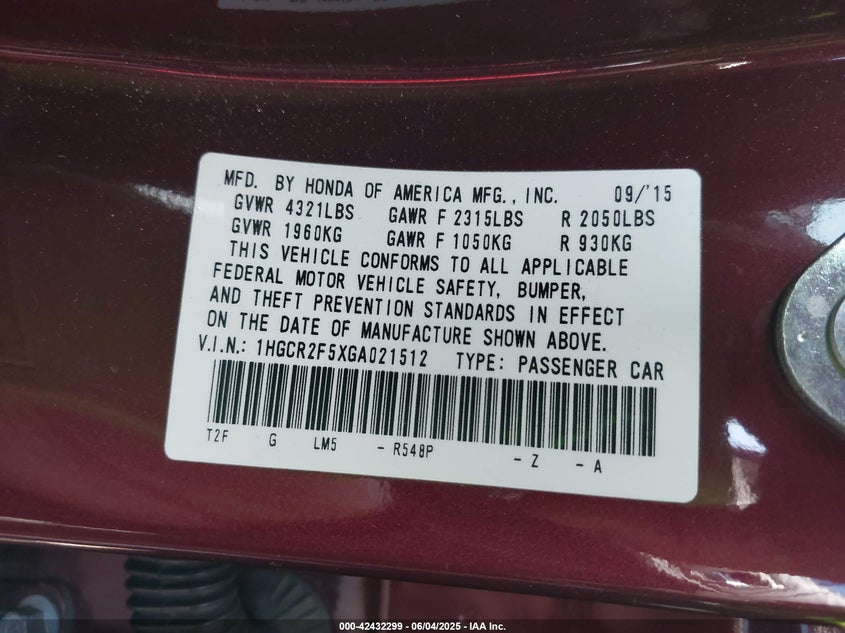 MFD. BY HONDA OF AMERICA MFG., INC. 09/'15
GVWR 4321LBS GAWR F 2315LBS R 2050LBS
GVWR 1960KG GAWR F 1050KG R 930KG
THIS VEHICLE CONFORMS TO ALL APPLICABLE
FEDERAL MOTOR VEHICLE SAFETY, BUMPER,
AND THEFT PREVENTION STANDARDS IN EFFECT
ON THE DATE OF MANUFACTURE SHOWN ABOVE.
V.I.N.: 1HGCR2F5XGA021512 TYPE: PASSENGER CAR
T2F G LM5 - R548P - Z - A
000-42432299 - 06/04/2025 - IAA Inc.